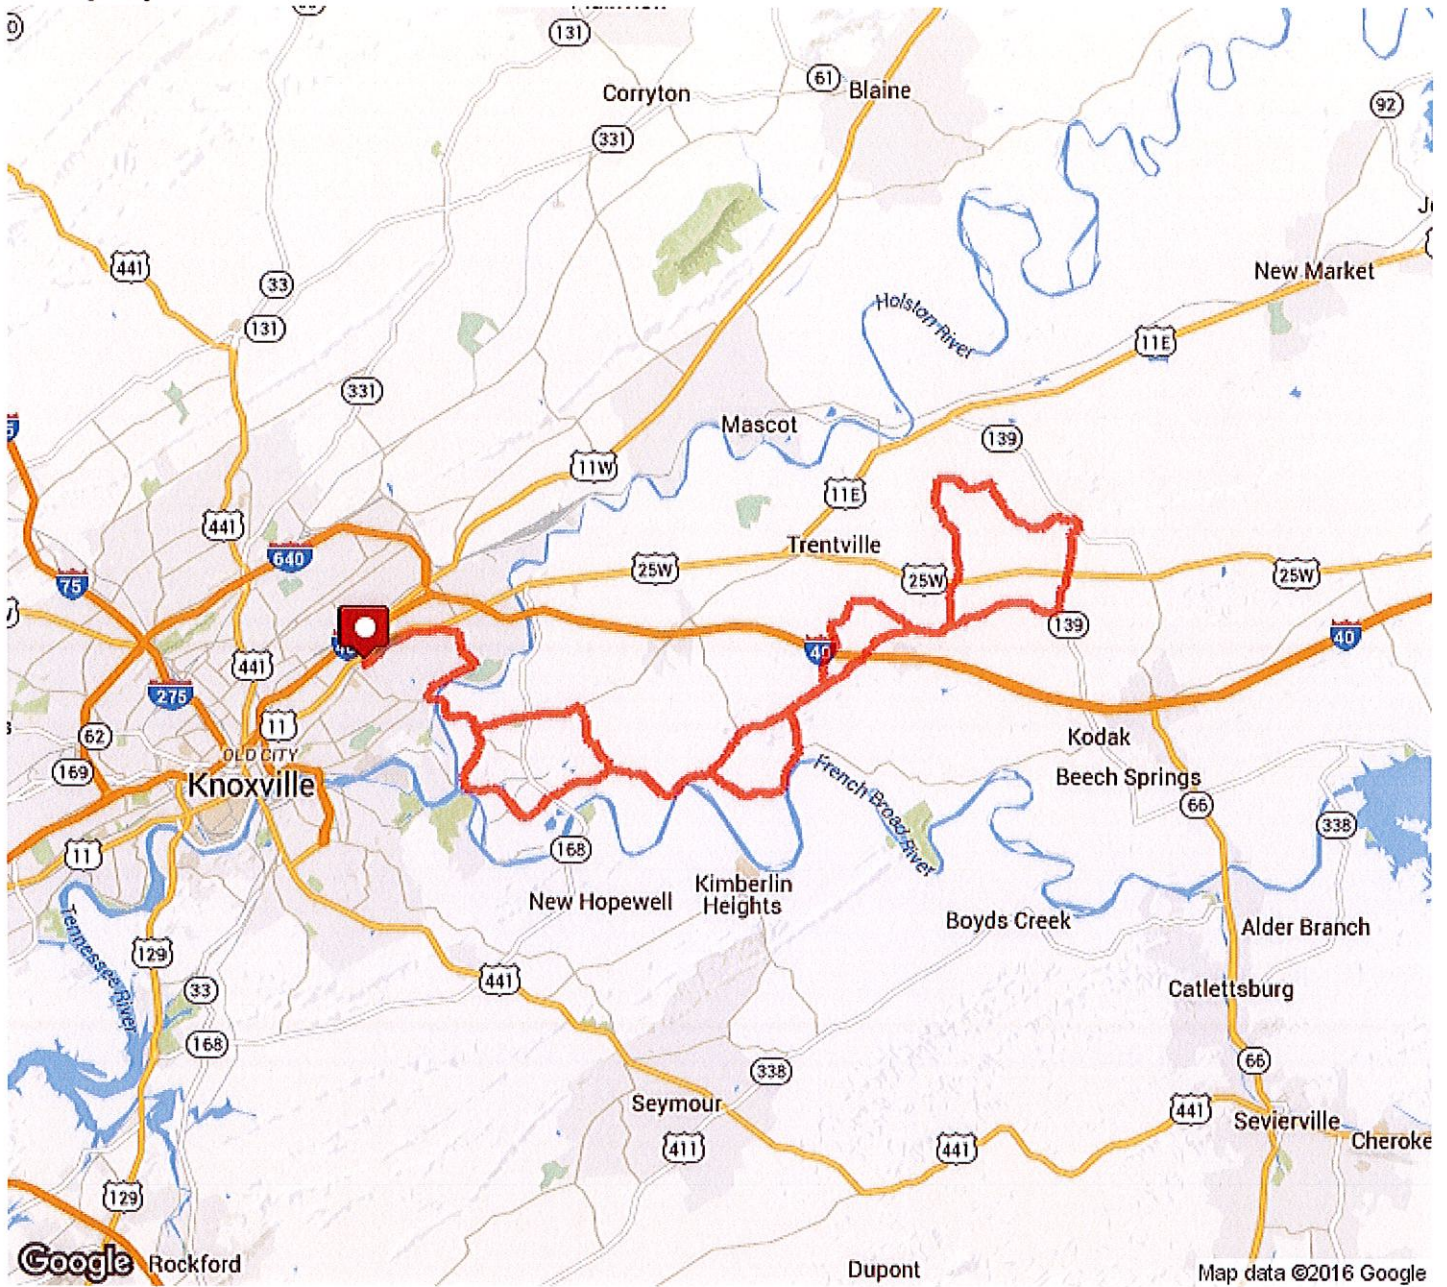 131
61
Blaine
Corryton
92
331
441
33
New Market
131
Holston River
11E
331
Mascot
139
11W
11E
441
640
Trentville
25W
25W
25W
75
40
139
40
441
275
11
62
OLD CITY
Kodak
169
Knoxville
Beech Springs
French Broad River
66
338
11
168
Kimberlin
Heights
New Hopewell
Boyds Creek
Alder Branch
Tennessee River
129
441
33
Catlettsburg
168
66
338
Seymour
441
Sevierville
411
441
Cheroke
129
Google
Rockford
Dupont
Map data ©2016 Google